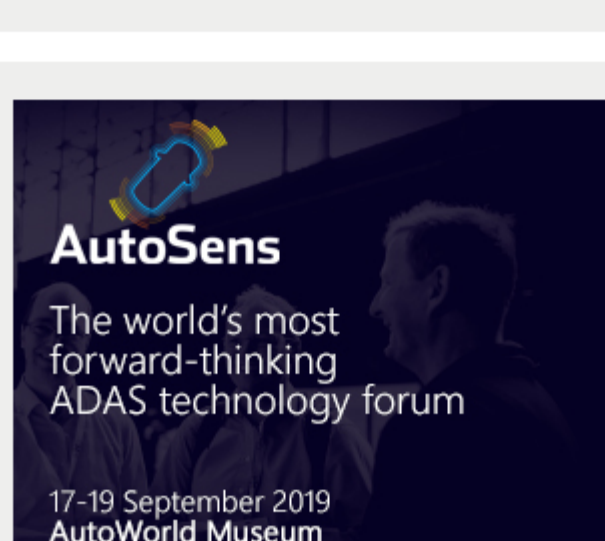 AutoSens
The world's most
forward-thinking
ADAS technology forum
17-19 September 2019
AutoWorld Museum